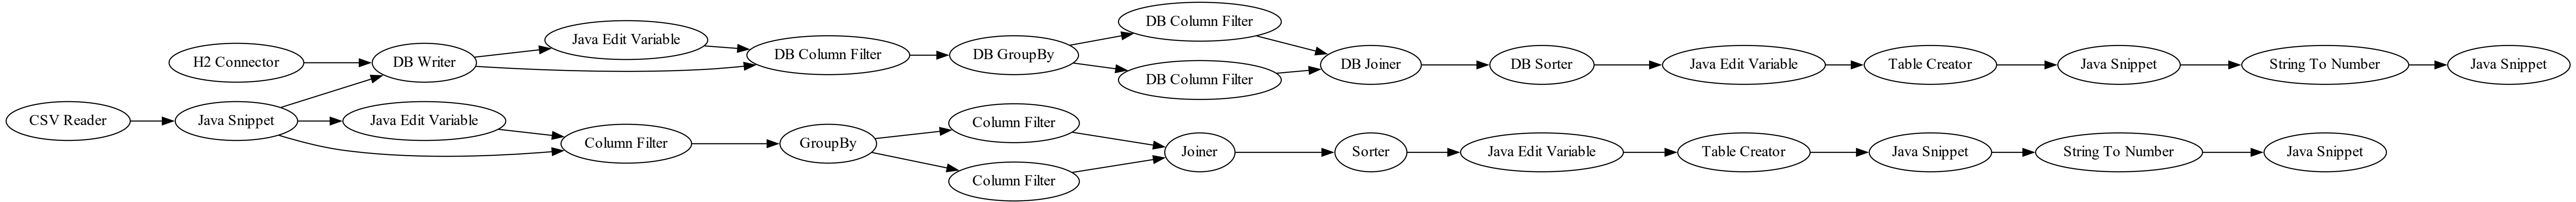 DB Column Filter
Java Edit Variable
DB Column Filter
DB GroupBy
H2 Connector
DB Writer
DB Column Filter
DB Joiner
DB Sorter
Java Edit Variable
Table Creator
Java Snippet
String To Number
Java Snippet
CSV Reader
Java Snippet
Java Edit Variable
Column Filter
Column Filter
GroupBy
Column Filter
Joiner
Sorter
Java Edit Variable
Table Creator
Java Snippet
String To Number
Java Snippet